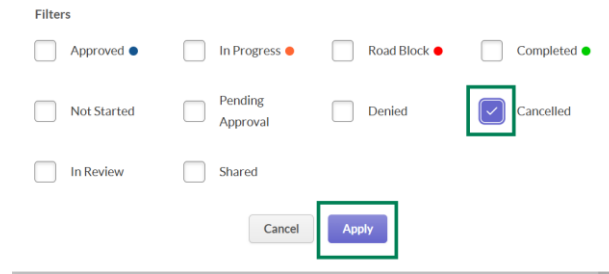 Filters
Approved
In Progress
Road Block
Completed
Not Started
Pending
Approval
Denied
Cancelled
In Review
Shared
Cancel
Apply